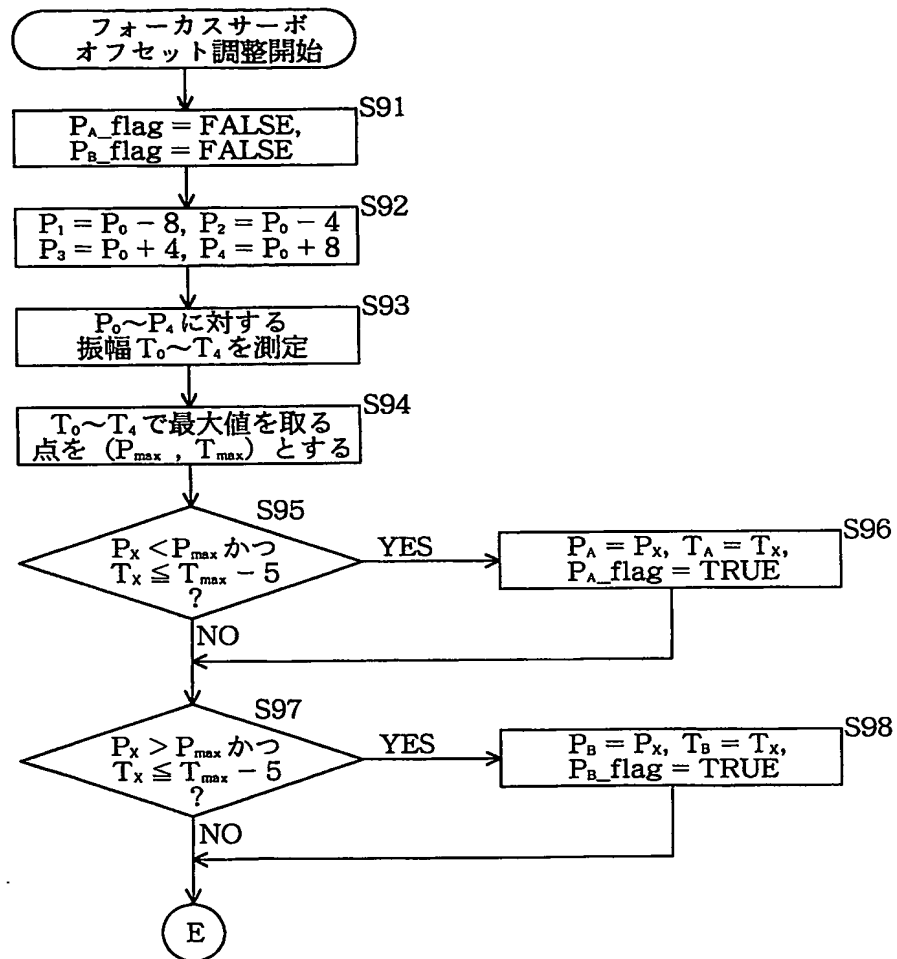 フォーカスサーボ
オフセット調整開始
S91
P_A_flag = FALSE,
P_B_flag = FALSE
S92
P₁ = P₀ − 8, P₂ = P₀ − 4
P₃ = P₀ + 4, P₄ = P₀ + 8
S93
P₀～P₄に対する
振幅T₀～T₄を測定
S94
T₀～T₄で最大値を取る
点を (P_max , T_max) とする
S95
P_X < P_max かつ
T_X ≦ T_max − 5
?
YES
NO
S96
P_A = P_X, T_A = T_X,
P_A_flag = TRUE
S97
P_X > P_max かつ
T_X ≦ T_max − 5
?
YES
NO
S98
P_B = P_X, T_B = T_X,
P_B_flag = TRUE
E